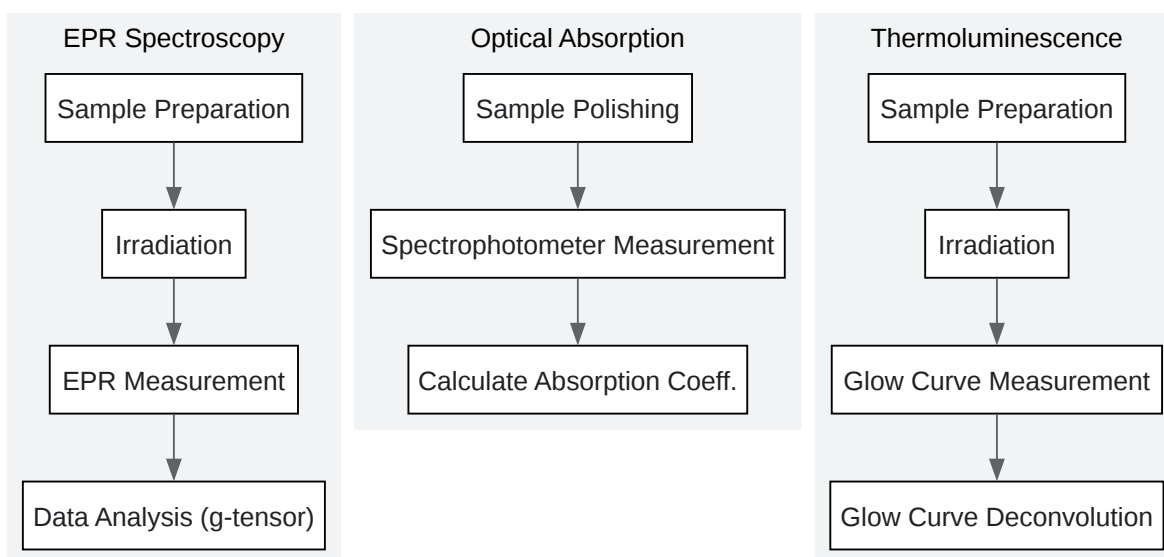 EPR Spectroscopy
Sample Preparation
Irradiation
EPR Measurement
Data Analysis (g-tensor)
Optical Absorption
Sample Polishing
Spectrophotometer Measurement
Calculate Absorption Coeff.
Thermoluminescence
Sample Preparation
Irradiation
Glow Curve Measurement
Glow Curve Deconvolution